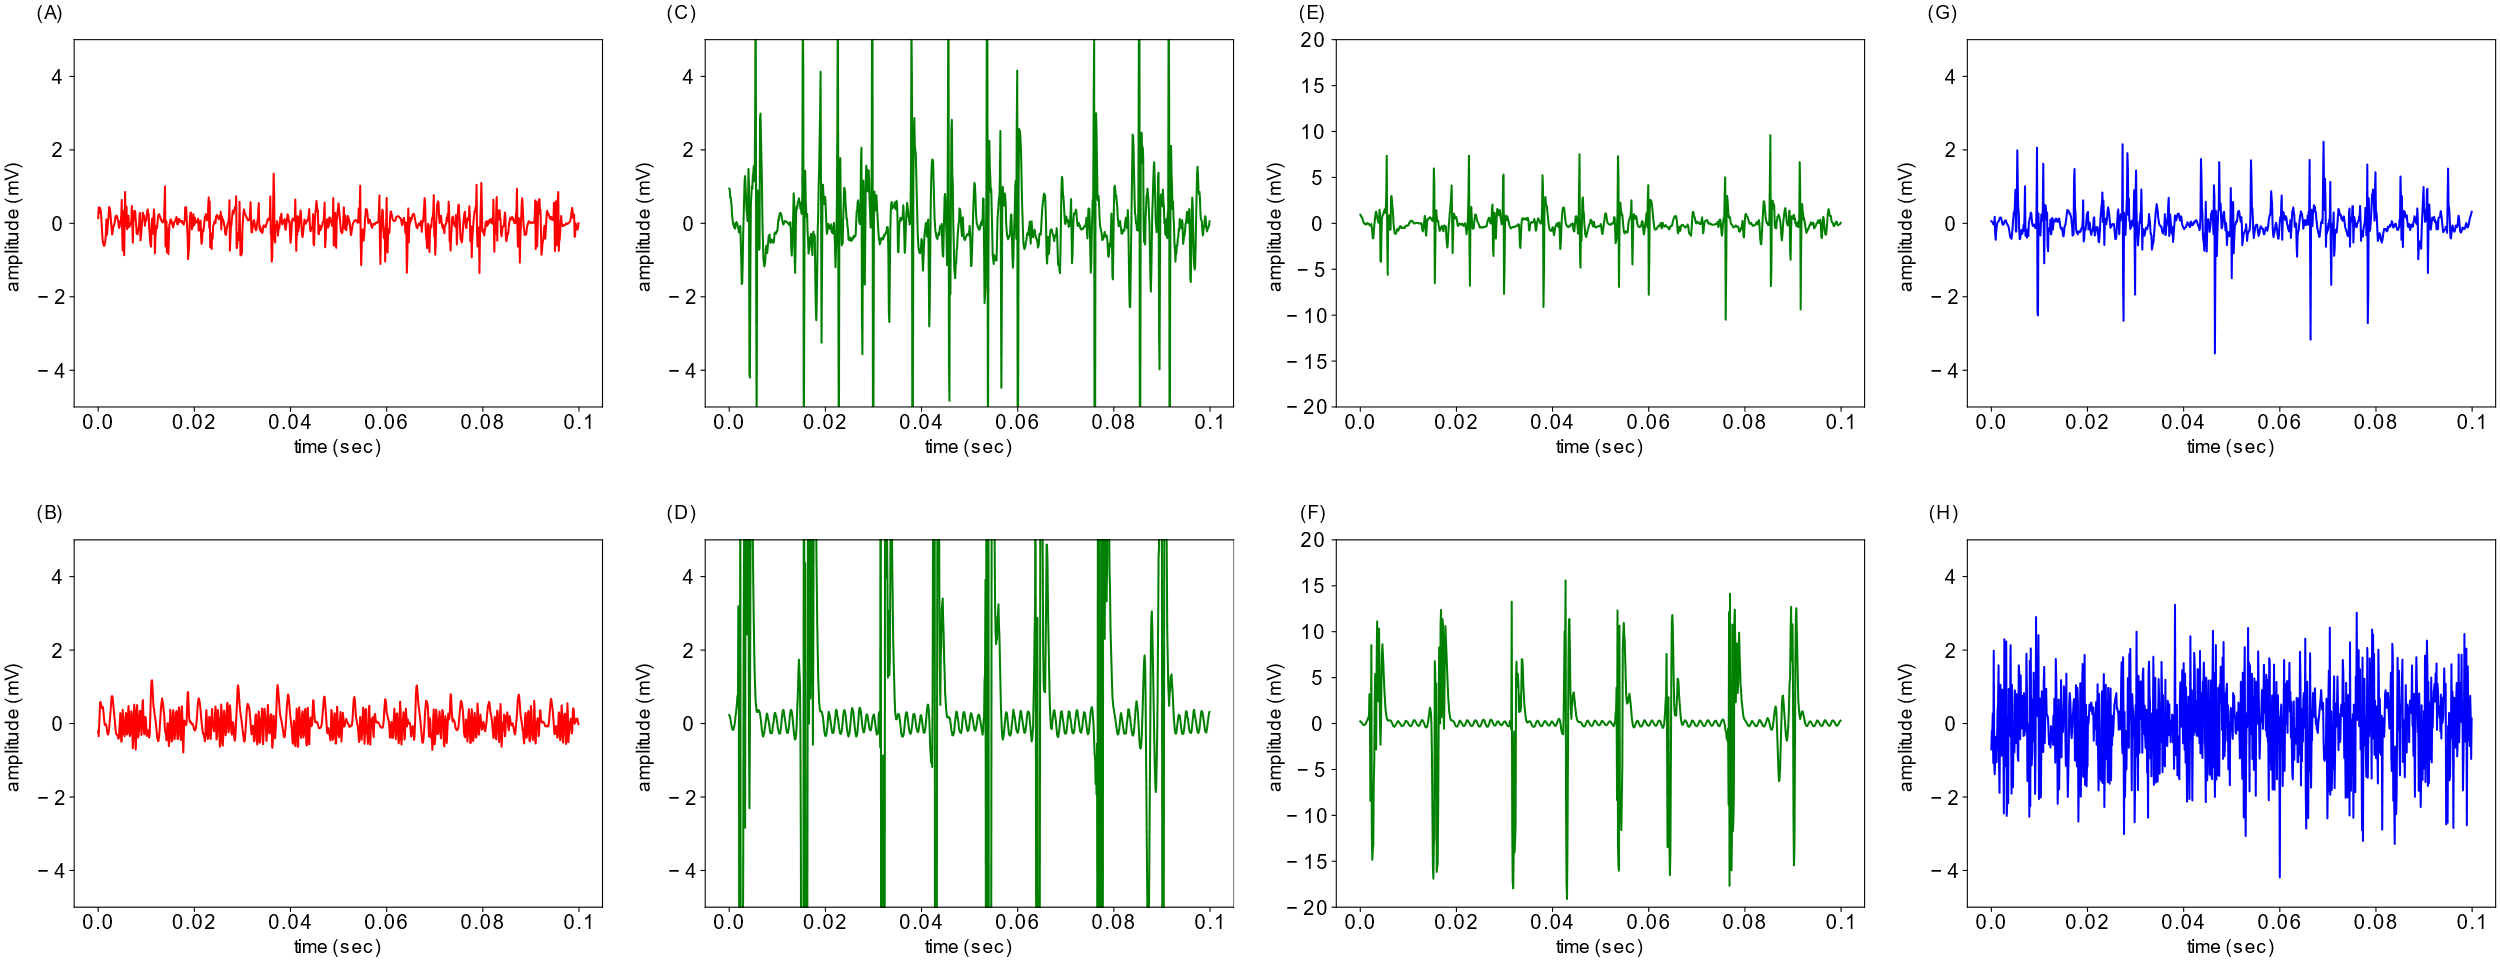 (A)
4
2
0
− 2
− 4
amplitude (mV)
0.0 0.02 0.04 0.06 0.08 0.1
time (sec)
(C)
4
2
0
− 2
− 4
amplitude (mV)
0.0 0.02 0.04 0.06 0.08 0.1
time (sec)
(E)
20
15
10
5
0
− 5
− 10
− 15
− 20
amplitude (mV)
0.0 0.02 0.04 0.06 0.08 0.1
time (sec)
(G)
4
2
0
− 2
− 4
amplitude (mV)
0.0 0.02 0.04 0.06 0.08 0.1
time (sec)
(B)
4
2
0
− 2
− 4
amplitude (mV)
0.0 0.02 0.04 0.06 0.08 0.1
time (sec)
(D)
4
2
0
− 2
− 4
amplitude (mV)
0.0 0.02 0.04 0.06 0.08 0.1
time (sec)
(F)
20
15
10
5
0
− 5
− 10
− 15
− 20
amplitude (mV)
0.0 0.02 0.04 0.06 0.08 0.1
time (sec)
(H)
4
2
0
− 2
− 4
amplitude (mV)
0.0 0.02 0.04 0.06 0.08 0.1
time (sec)